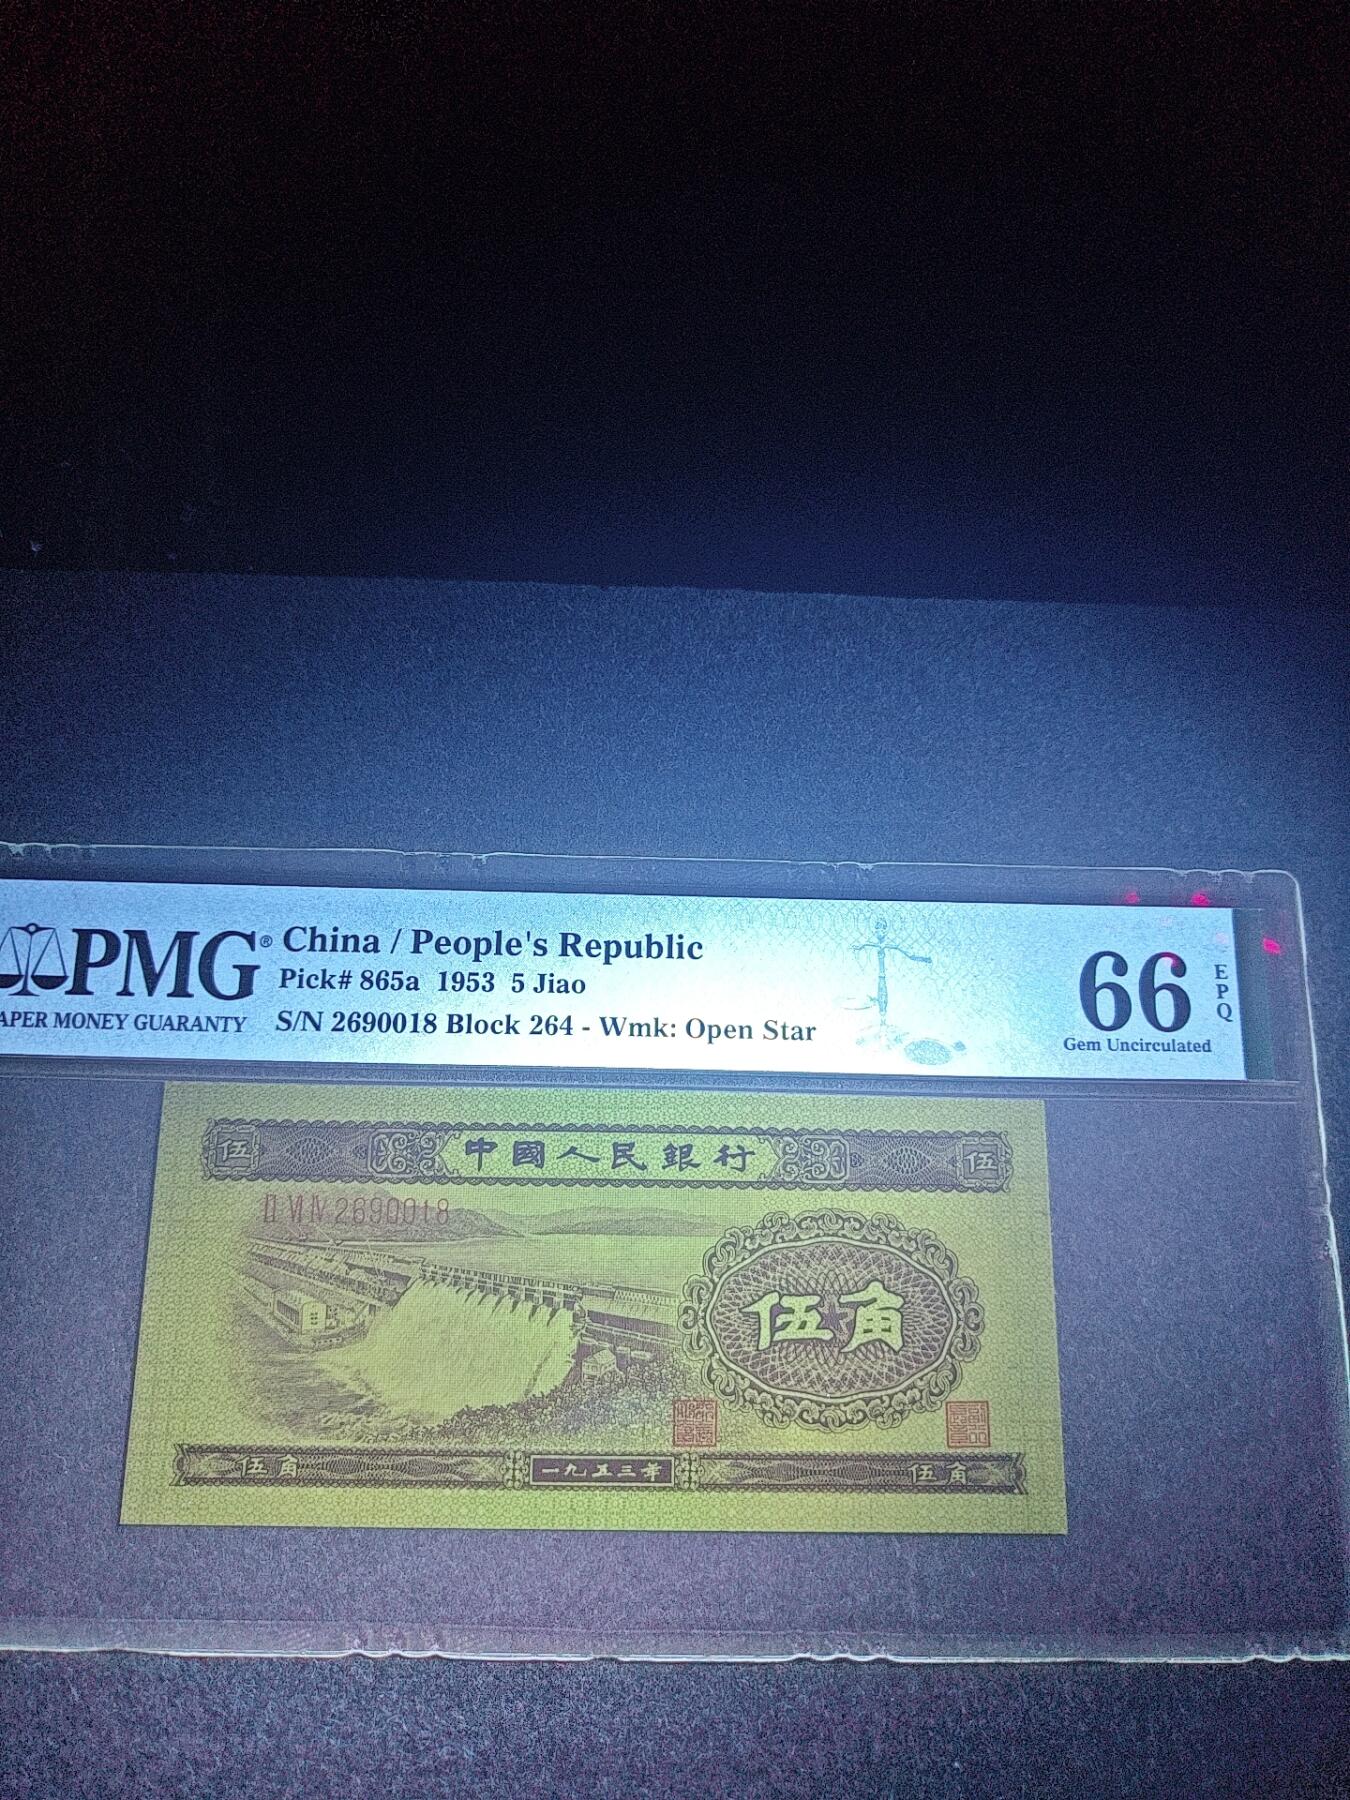 PMG® China / People's Republic
Pick# 865a 1953 5 Jiao
APER MONEY GUARANTY S/N 2690018 Block 264 - Wmk: Open Star
66 EPQ
Gem Uncirculated
伍 中國人民銀行 伍
II VI IV 2690018
伍角
伍角 一九五三年 伍角